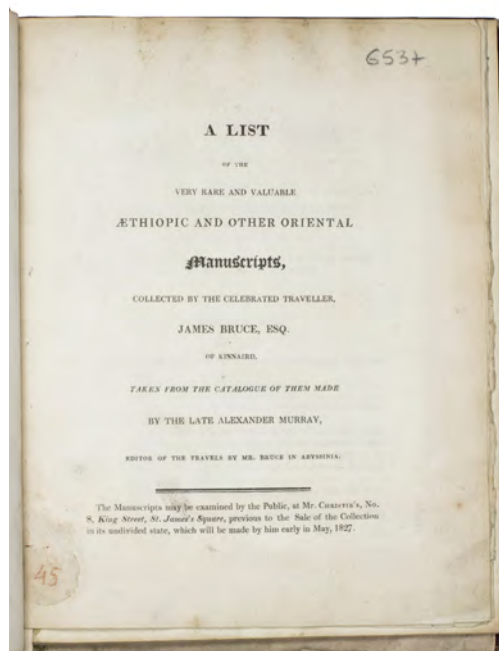 6537
A LIST
OF THE
VERY RARE AND VALUABLE
ÆTHIOPIC AND OTHER ORIENTAL
Manuscripts,
COLLECTED BY THE CELEBRATED TRAVELLER,
JAMES BRUCE, ESQ.
OF KINNAIRD,
TAKEN FROM THE CATALOGUE OF THEM MADE
BY THE LATE ALEXANDER MURRAY,
EDITOR OF THE TRAVELS BY MR. BRUCE IN ABYSSINIA.
The Manuscripts may be examined by the Public, at Mr. CHRISTIE'S, No.
8, King Street, St. James's Square, previous to the Sale of the Collection
in its undivided state, which will be made by him early in May, 1827.
45